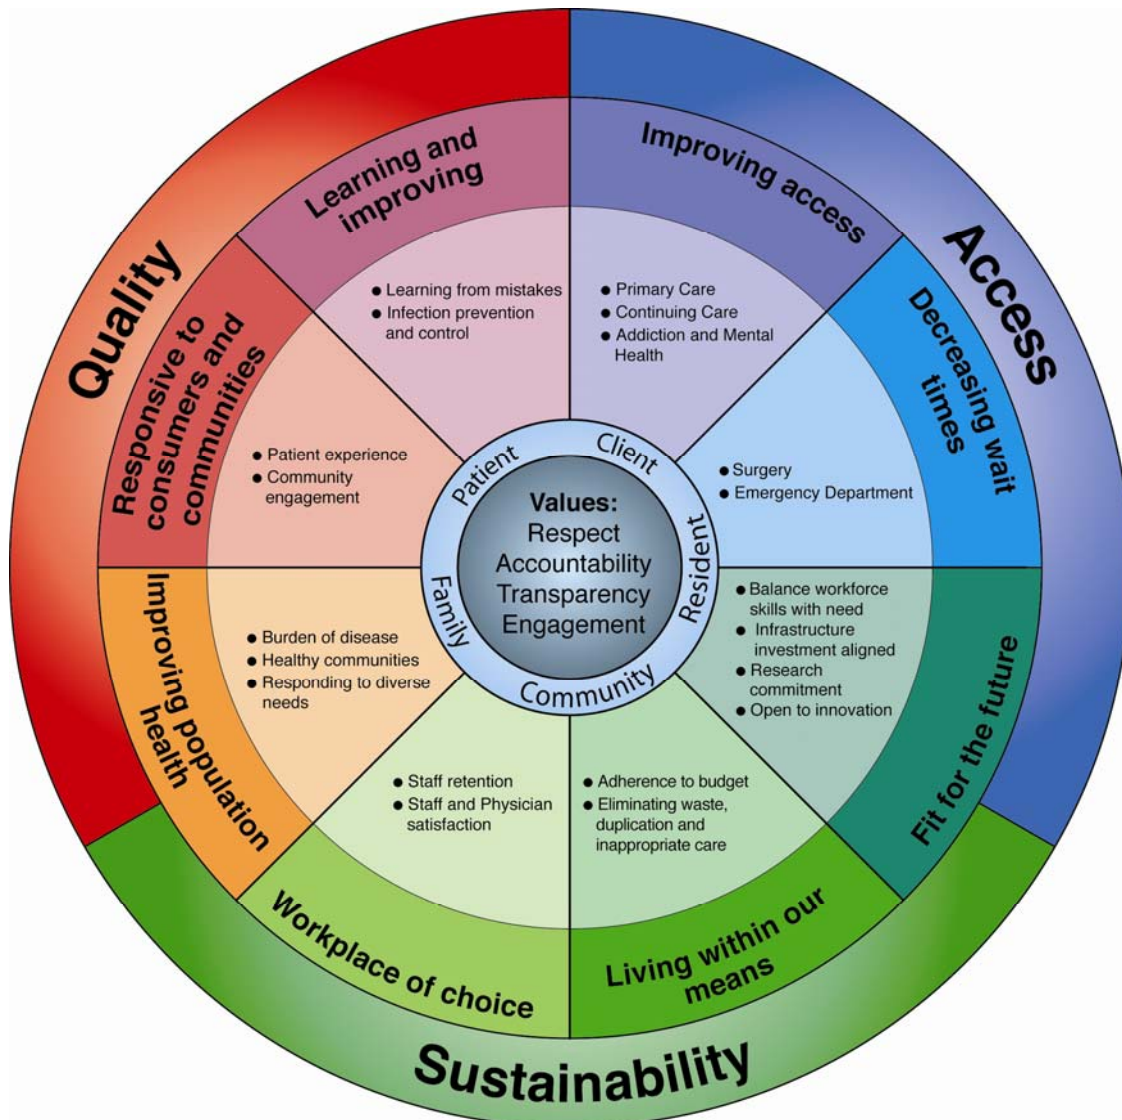 Quality
Access
Sustainability
Learning and
improving
● Learning from mistakes
● Infection prevention
and control
Improving access
● Primary Care
● Continuing Care
● Addiction and Mental
Health
Decreasing wait
times
● Surgery
● Emergency Department
Fit for the future
● Balance workforce
skills with need
● Infrastructure
investment aligned
● Research
commitment
● Open to innovation
Living within our
means
● Adherence to budget
● Eliminating waste,
duplication and
inappropriate care
Workplace of choice
● Staff retention
● Staff and Physician
satisfaction
Improving population
health
● Burden of disease
● Healthy communities
● Responding to diverse
needs
Responsive to
consumers and
communities
● Patient experience
● Community
engagement
Patient
Client
Resident
Community
Family
Values:
Respect
Accountability
Transparency
Engagement